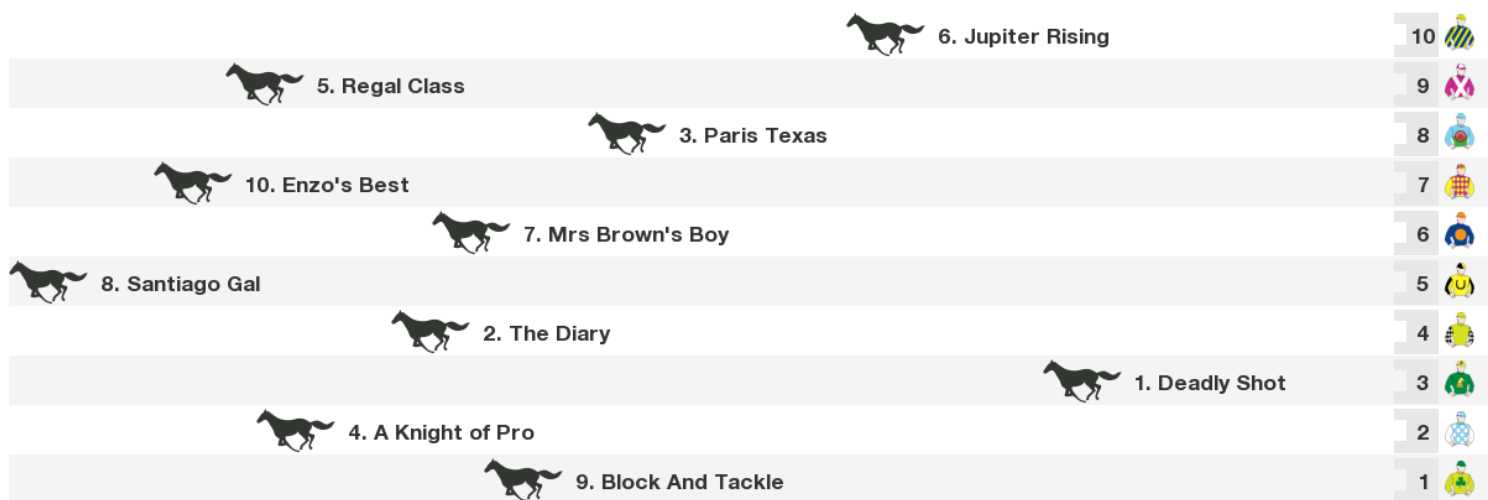 6. Jupiter Rising 10
5. Regal Class 9
3. Paris Texas 8
10. Enzo's Best 7
7. Mrs Brown's Boy 6
8. Santiago Gal 5
2. The Diary 4
1. Deadly Shot 3
4. A Knight of Pro 2
9. Block And Tackle 1